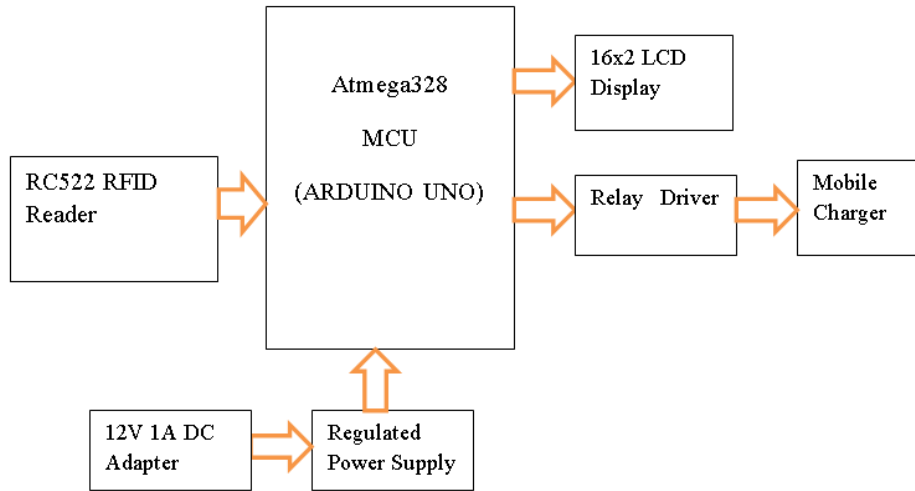 Atmega328
MCU
(ARDUINO UNO)
16x2 LCD
Display
RC522 RFID
Reader
Relay Driver
Mobile
Charger
12V 1A DC
Adapter
Regulated
Power Supply